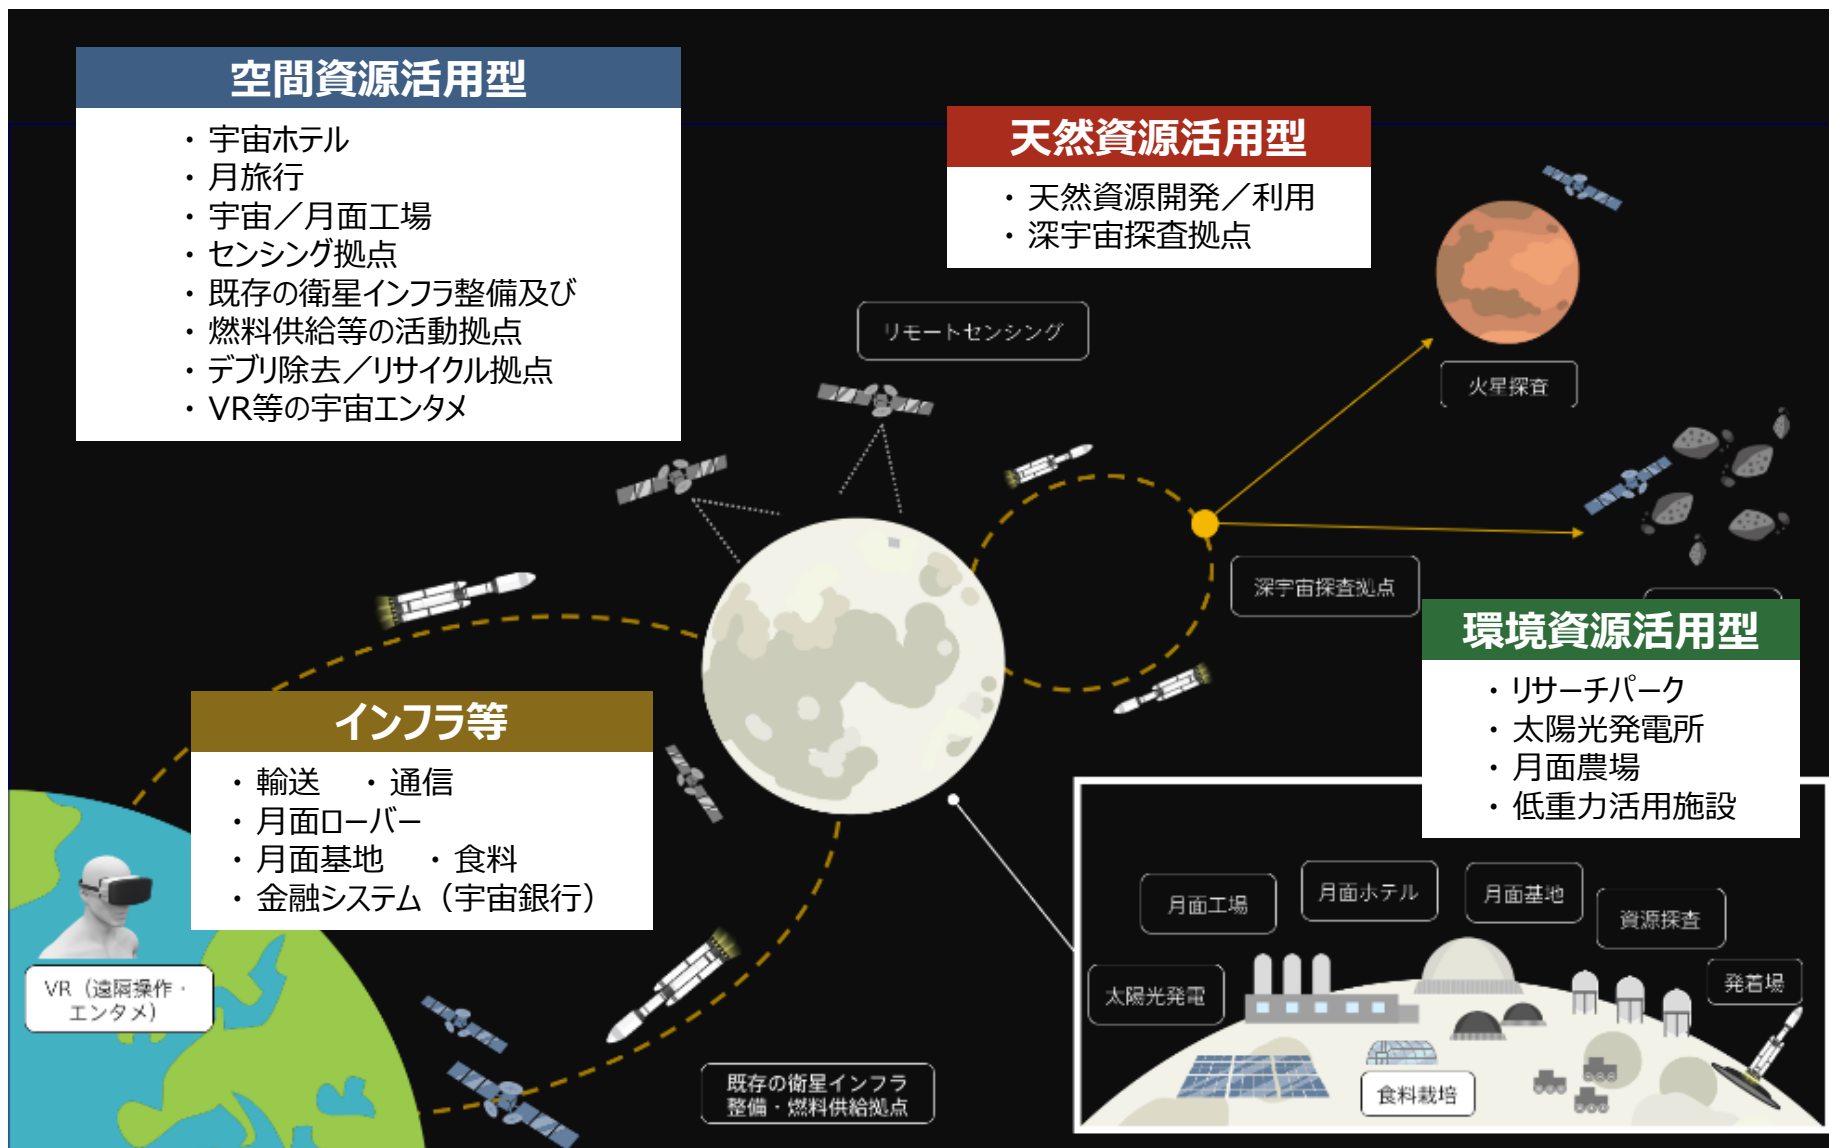 空間資源活用型
・宇宙ホテル
・月旅行
・宇宙／月面工場
・センシング拠点
・既存の衛星インフラ整備及び
・燃料供給等の活動拠点
・デブリ除去／リサイクル拠点
・VR等の宇宙エンタメ
天然資源活用型
・天然資源開発／利用
・深宇宙探査拠点
リモートセンシング
火星探査
深宇宙探査拠点
環境資源活用型
・リサーチパーク
・太陽光発電所
・月面農場
・低重力活用施設
インフラ等
・輸送　・通信
・月面ローバー
・月面基地　・食料
・金融システム（宇宙銀行）
VR（遠隔操作・
エンタメ）
既存の衛星インフラ
整備・燃料供給拠点
月面工場
月面ホテル
月面基地
資源探査
発着場
太陽光発電
食料栽培